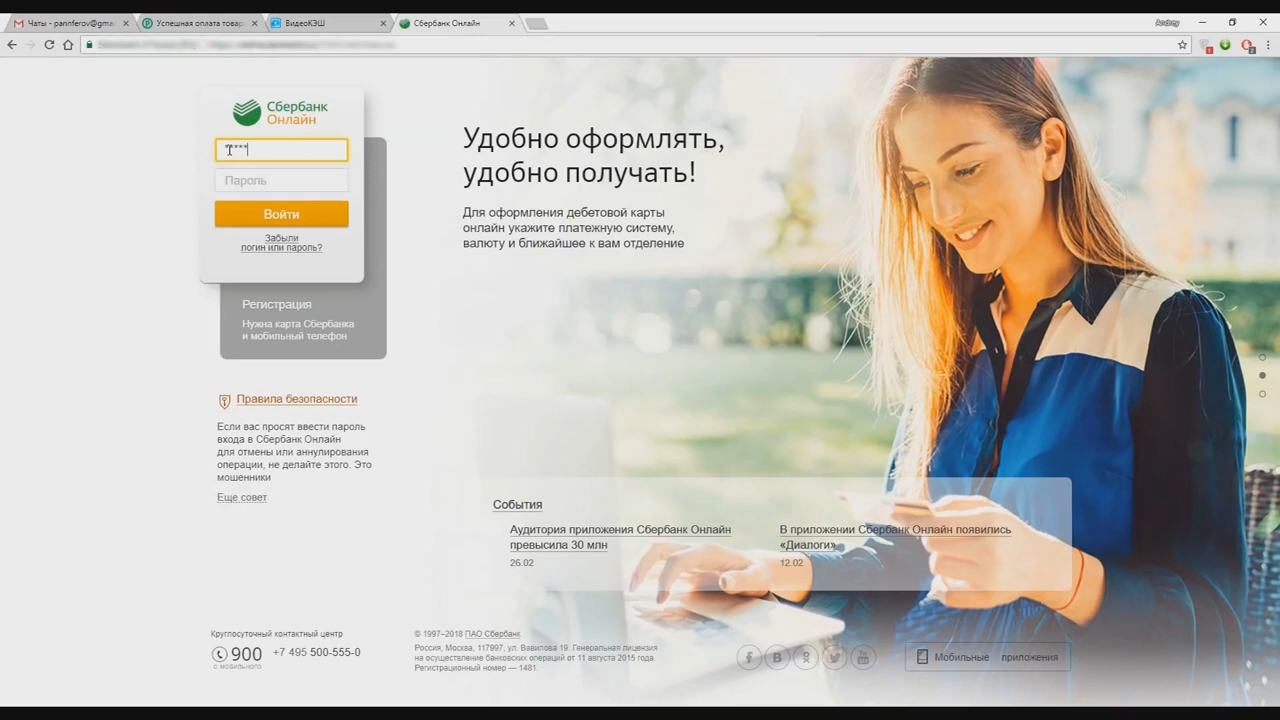 Чаты - pannferov@gma
Успешная оплата товар
ВидеоКЭШ
Сбербанк Онлайн
Andrey
Сбербанк
Онлайн
Пароль
Войти
Забыли
логин или пароль?
Регистрация
Нужна карта Сбербанка
и мобильный телефон
Удобно оформлять,
удобно получать!
Для оформления дебетовой карты
онлайн укажите платежную систему,
валюту и ближайшее к вам отделение
Правила безопасности
Если вас просят ввести пароль
входа в Сбербанк Онлайн
для отмены или аннулирования
операции, не делайте этого. Это
мошенники
Еще совет
События
Аудитория приложения Сбербанк Онлайн
превысила 30 млн
26.02
В приложении Сбербанк Онлайн появились
«Диалоги»
12.02
Круглосуточный контактный центр
900
с мобильного
+7 495 500-555-0
© 1997–2018 ПАО Сбербанк
Россия, Москва, 117997, ул. Вавилова 19. Генеральная лицензия
на осуществление банковских операций от 11 августа 2015 года.
Регистрационный номер — 1481.
Мобильные приложения